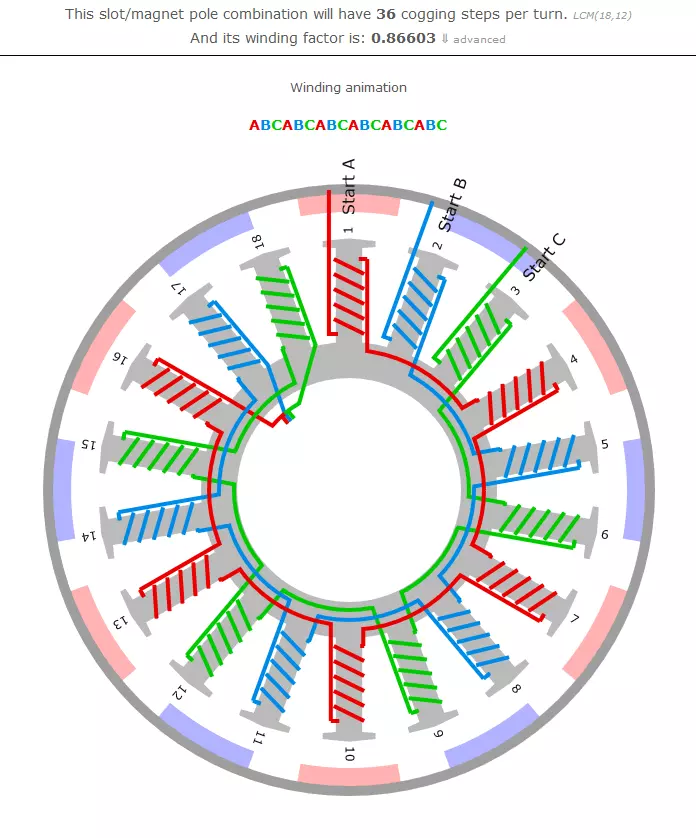 This slot/magnet pole combination will have 36 cogging steps per turn. LCM(18,12)
And its winding factor is: 0.86603 ⇓ advanced
Winding animation
ABCABCABCABCABCABC
Start A
Start B
Start C
1
2
3
4
5
6
7
8
9
10
11
12
13
14
15
16
17
18